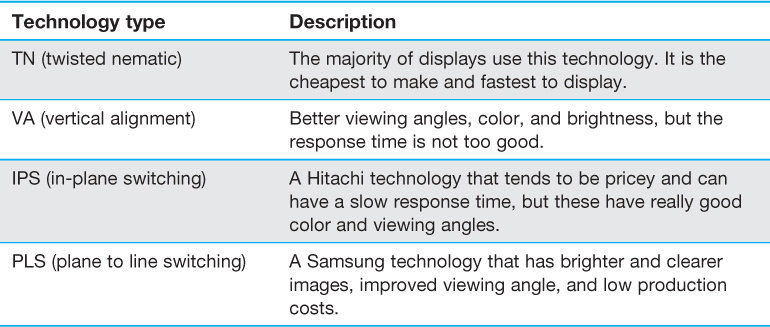 Technology type Description
TN (twisted nematic) The majority of displays use this technology. It is the
cheapest to make and fastest to display.
VA (vertical alignment) Better viewing angles, color, and brightness, but the
response time is not too good.
IPS (in-plane switching) A Hitachi technology that tends to be pricey and can
have a slow response time, but these have really good
color and viewing angles.
PLS (plane to line switching) A Samsung technology that has brighter and clearer
images, improved viewing angle, and low production
costs.